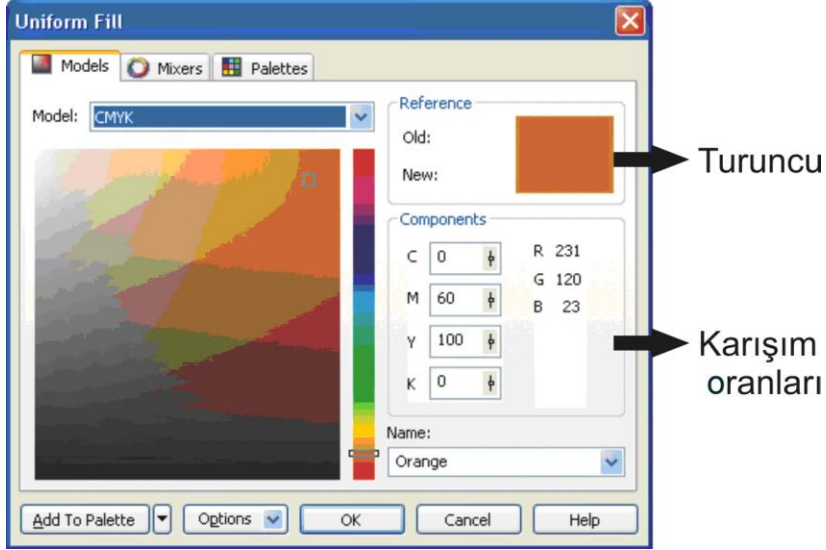 Uniform Fill
Models Mixers Palettes
Model: CMYK
Reference
Old:
New:
Turuncu
Components
C 0 R 231
G 120
M 60 B 23
Y 100
K 0
Karışım
oranları
Name:
Orange
Add To Palette Options OK Cancel Help